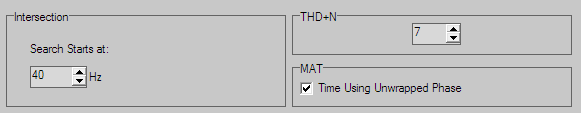 Intersection
Search Starts at:
40 Hz
THD+N
7
MAT
Time Using Unwrapped Phase